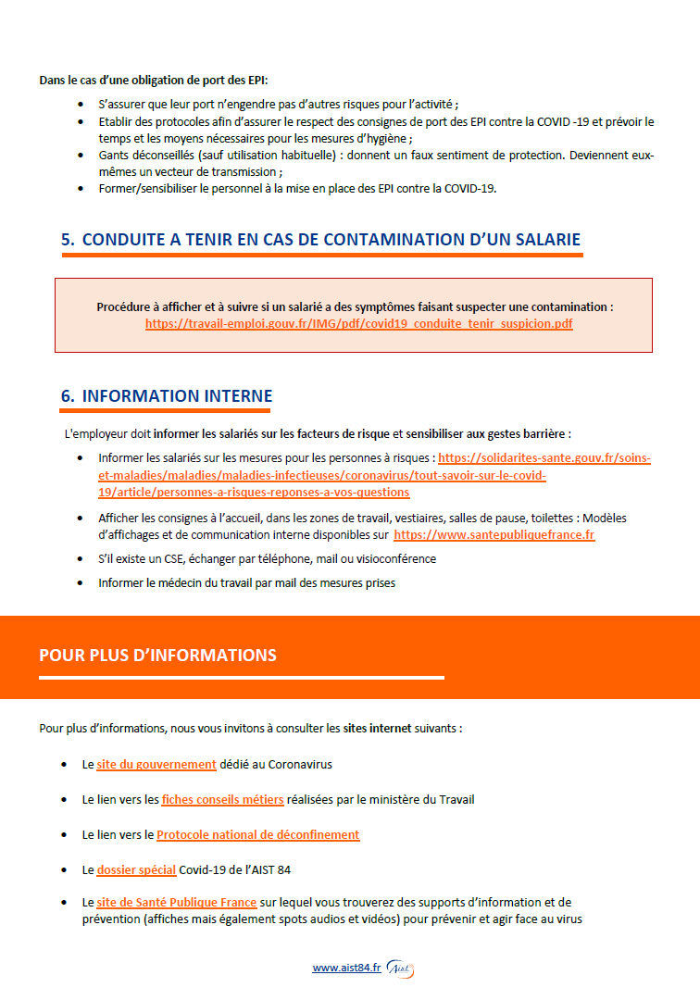 Dans le cas d’une obligation de port des EPI:
• S’assurer que leur port n’engendre pas d’autres risques pour l’activité ;
• Etablir des protocoles afin d’assurer le respect des consignes de port des EPI contre la COVID -19 et prévoir le
temps et les moyens nécessaires pour les mesures d’hygiène ;
• Gants déconseillés (sauf utilisation habituelle) : donnent un faux sentiment de protection. Deviennent eux-
mêmes un vecteur de transmission ;
• Former/sensibiliser le personnel à la mise en place des EPI contre la COVID-19.
5. CONDUITE A TENIR EN CAS DE CONTAMINATION D’UN SALARIE
Procédure à afficher et à suivre si un salarié a des symptômes faisant suspecter une contamination :
https://travail-emploi.gouv.fr/IMG/pdf/covid19_conduite_tenir_suspicion.pdf
6. INFORMATION INTERNE
L'employeur doit informer les salariés sur les facteurs de risque et sensibiliser aux gestes barrière :
• Informer les salariés sur les mesures pour les personnes à risques : https://solidarites-sante.gouv.fr/soins-
et-maladies/maladies/maladies-infectieuses/coronavirus/tout-savoir-sur-le-covid-
19/article/personnes-a-risques-reponses-a-vos-questions
• Afficher les consignes à l’accueil, dans les zones de travail, vestiaires, salles de pause, toilettes : Modèles
d’affichages et de communication interne disponibles sur https://www.santepubliquefrance.fr
• S’il existe un CSE, échanger par téléphone, mail ou visioconférence
• Informer le médecin du travail par mail des mesures prises
POUR PLUS D’INFORMATIONS
Pour plus d’informations, nous vous invitons à consulter les sites internet suivants :
• Le site du gouvernement dédié au Coronavirus
• Le lien vers les fiches conseils métiers réalisées par le ministère du Travail
• Le lien vers le Protocole national de déconfinement
• Le dossier spécial Covid-19 de l’AIST 84
• Le site de Santé Publique France sur lequel vous trouverez des supports d’information et de
prévention (affiches mais également spots audios et vidéos) pour prévenir et agir face au virus
www.aist84.fr Aist